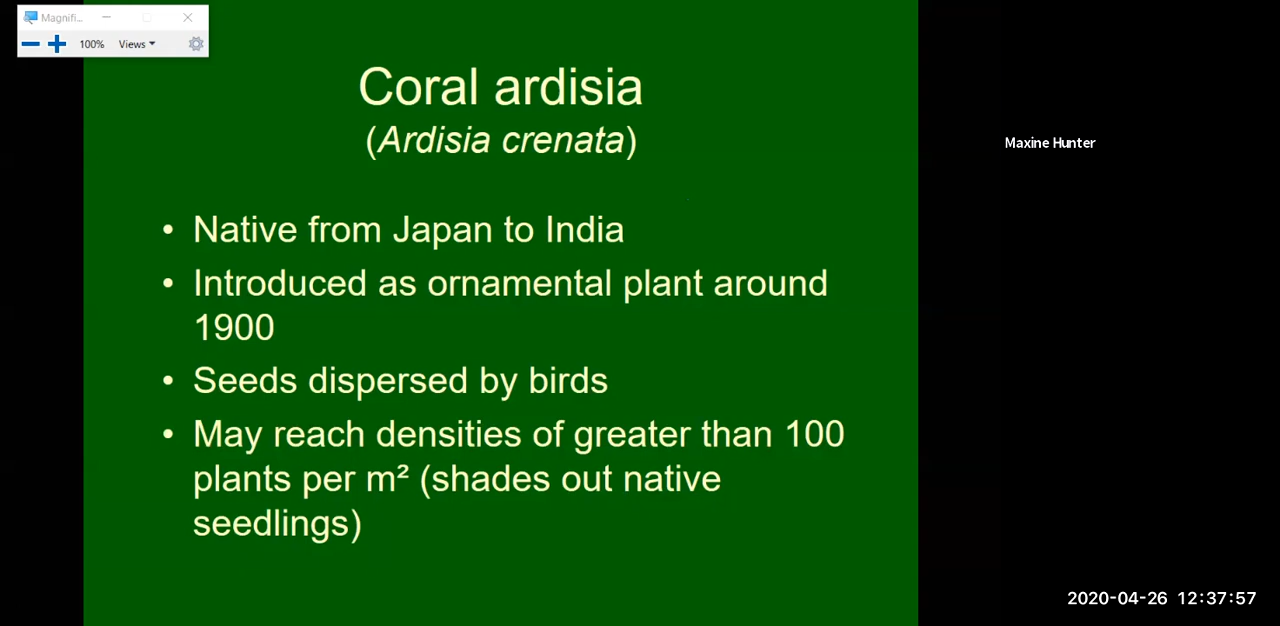 Magnifi...
100% Views
Coral ardisia
(Ardisia crenata)
Maxine Hunter
• Native from Japan to India
• Introduced as ornamental plant around
1900
• Seeds dispersed by birds
• May reach densities of greater than 100
plants per m² (shades out native
seedlings)
2020-04-26 12:37:57